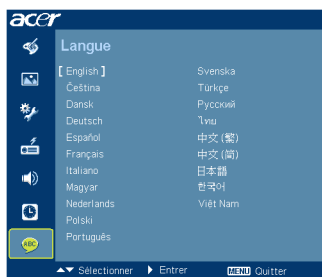 acer
Langue
[ English ]
Čeština
Dansk
Deutsch
Español
Français
Italiano
Magyar
Nederlands
Polski
Português
Svenska
Türkçe
Русский
ไทย
中文 (繁)
中文 (简)
日本語
한국어
Việt Nam
ABC
▲▼ Sélectionner ▶ Entrer MENU Quitter